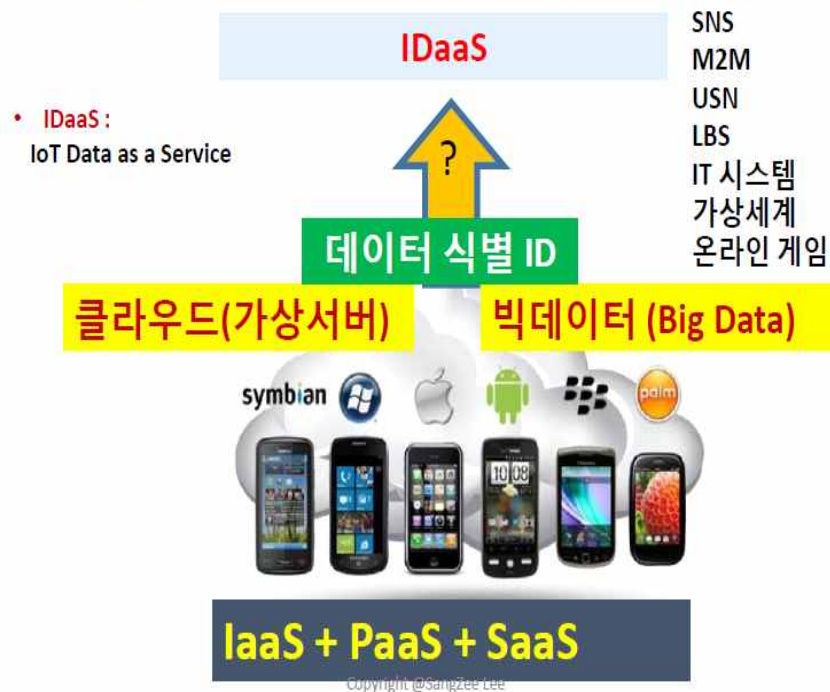 IDaaS
SNS
M2M
USN
LBS
IT 시스템
가상세계
온라인 게임
• IDaaS :
IoT Data as a Service
?
데이터 식별 ID
클라우드(가상서버)
빅데이터 (Big Data)
symbian
palm
10 08
IaaS + PaaS + SaaS
Copyright @SangZee Lee